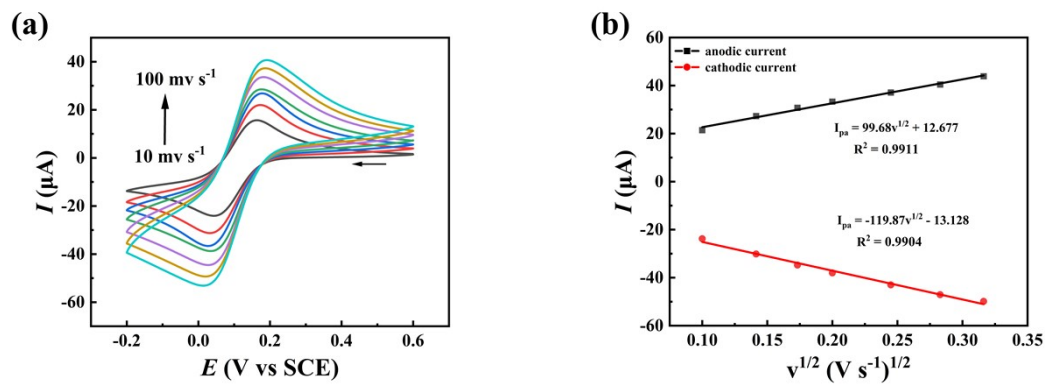 (a)
40
20
0
-20
-40
-60
I (μA)
100 mv s⁻¹
10 mv s⁻¹
-0.2
0.0
0.2
0.4
0.6
E (V vs SCE)
(b)
60
40
20
0
-20
-40
-60
I (μA)
anodic current
cathodic current
Iₚₐ = 99.68v¹/² + 12.677
R² = 0.9911
Iₚₐ = -119.87v¹/² - 13.128
R² = 0.9904
0.10
0.15
0.20
0.25
0.30
0.35
v¹/² (V s⁻¹)¹/²